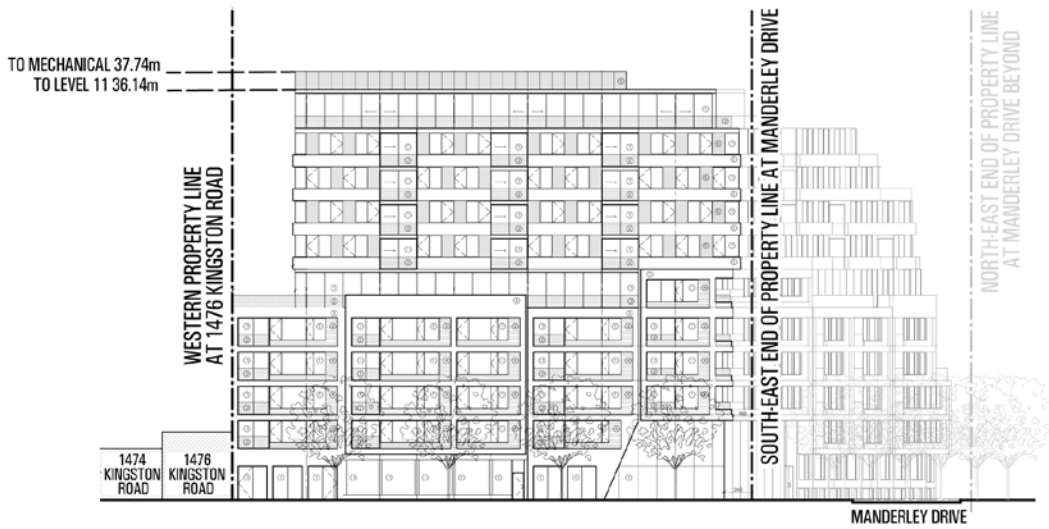 TO MECHANICAL 37.74m
TO LEVEL 11 36.14m
WESTERN PROPERTY LINE
AT 1476 KINGSTON ROAD
SOUTH-EAST END OF PROPERTY LINE AT MANDERLEY DRIVE
NORTH-EAST END OF PROPERTY LINE
AT MANDERLEY DRIVE BEYOND
1474
KINGSTON
ROAD
1476
KINGSTON
ROAD
MANDERLEY DRIVE